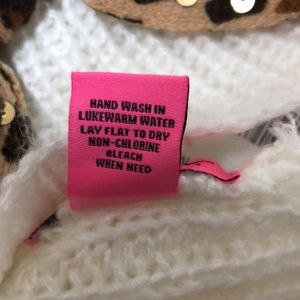 HAND WASH IN
LUKEWARM WATER
LAY FLAT TO DRY
NON-CHLORINE
BLEACH
WHEN NEED